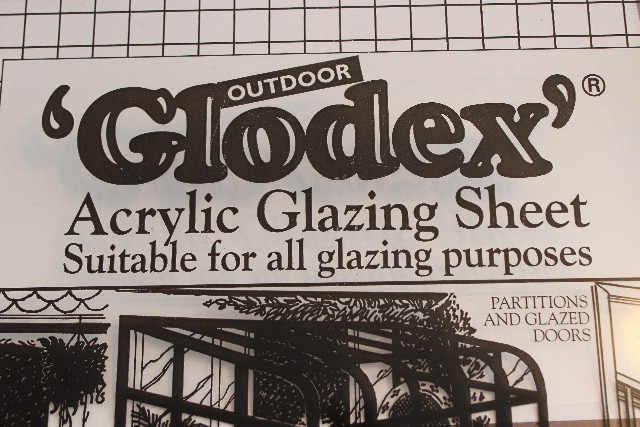 OUTDOOR
'Glodex'®
Acrylic Glazing Sheet
Suitable for all glazing purposes
PARTITIONS
AND GLAZED
DOORS